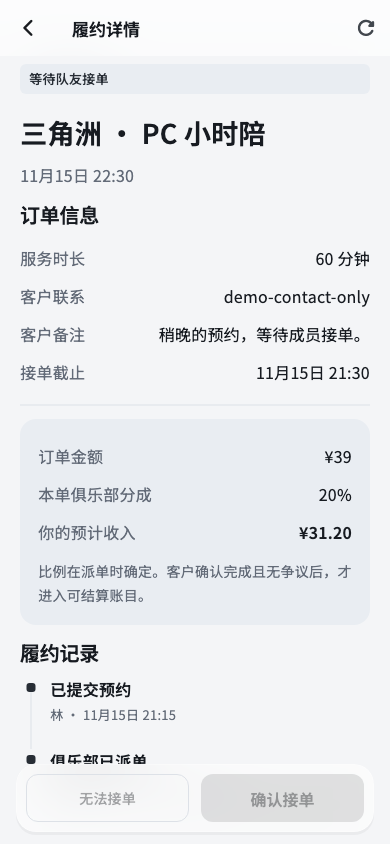 履约详情
等待队友接单
三角洲 · PC 小时陪
11月15日 22:30
订单信息
服务时长 60 分钟
客户联系 demo-contact-only
客户备注 稍晚的预约，等待成员接单。
接单截止 11月15日 21:30
订单金额 ¥39
本单俱乐部分成 20%
你的预计收入 ¥31.20
比例在派单时确定。客户确认完成且无争议后，才
进入可结算账目。
履约记录
已提交预约
林 · 11月15日 21:15
俱乐部已派单
无法接单 确认接单